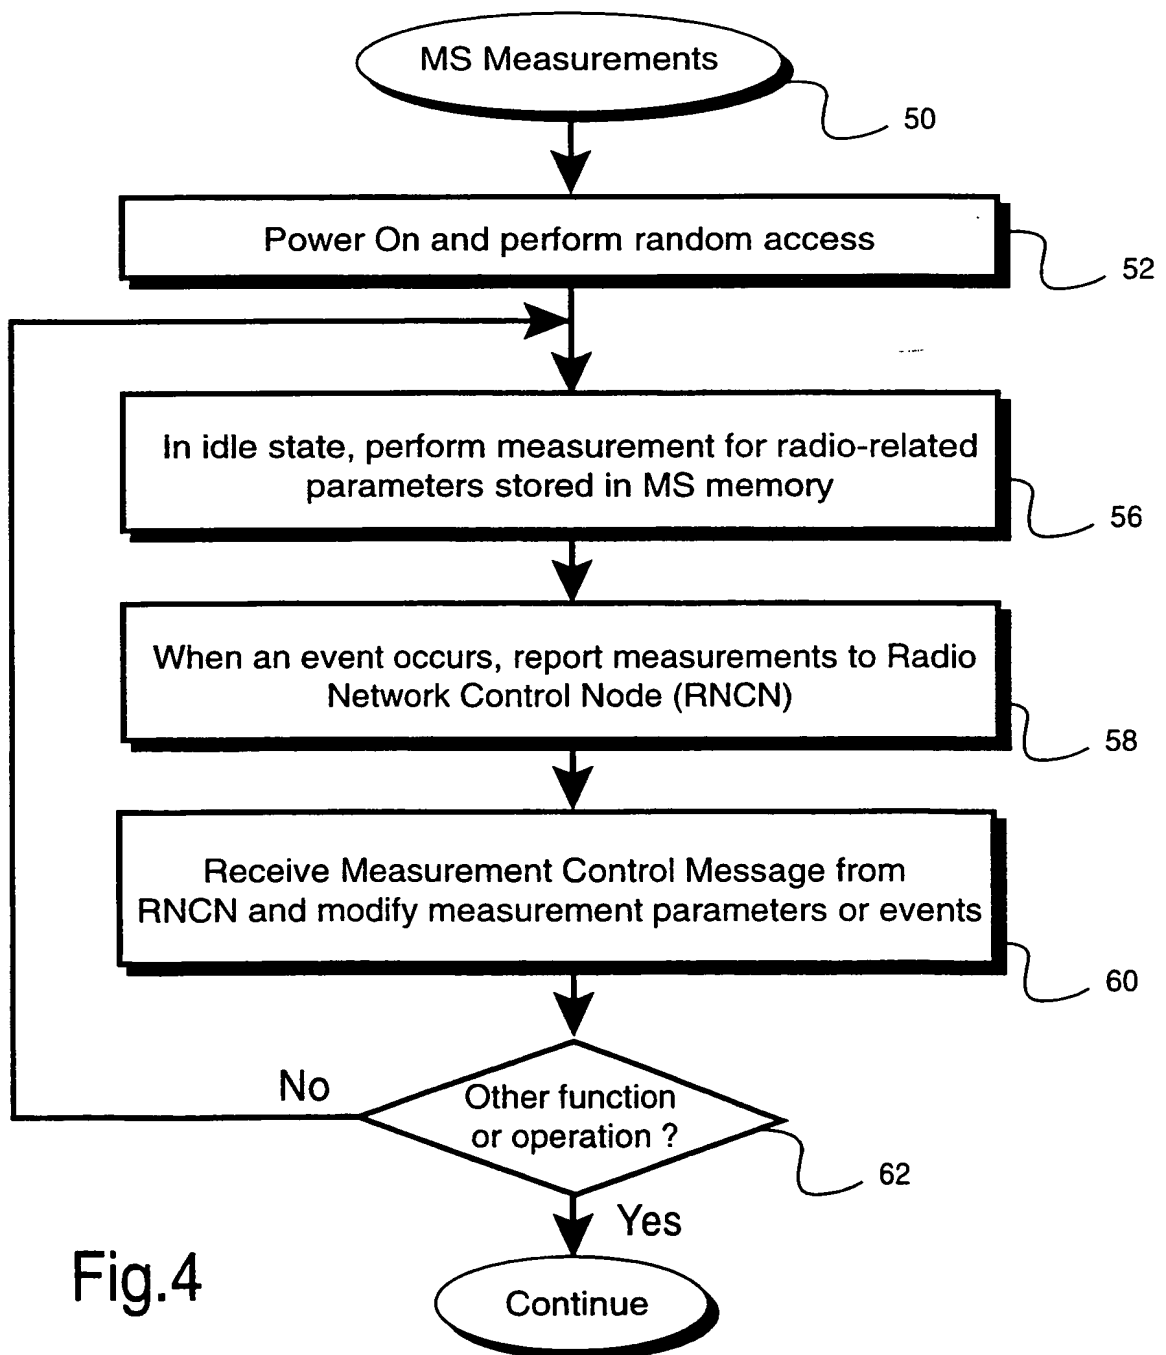 MS Measurements
50
Power On and perform random access
52
In idle state, perform measurement for radio-related
parameters stored in MS memory
56
When an event occurs, report measurements to Radio
Network Control Node (RNCN)
58
Receive Measurement Control Message from
RNCN and modify measurement parameters or events
60
No
Other function
or operation ?
62
Yes
Continue
Fig.4